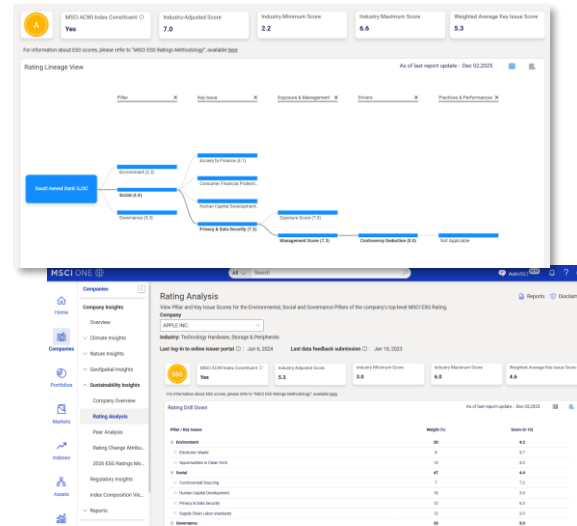 A
MSCI ACWI Index Constituent
Yes
Industry-Adjusted Score
7.0
Industry Minimum Score
2.2
Industry Maximum Score
6.6
Weighted Average Key Issue Score
5.3
For information about ESG scores, please refer to "MSCI ESG Ratings Methodology", available here.
Rating Lineage View
As of last report update : Dec 02,2025
Pillar X
Key Issue X
Exposure & Management X
Drivers X
Practices & Performances X
Saudi Awwal Bank SJSC
Environment
Social
Governance
Access to Finance (4.1)
Consumer Financial Protecti..
Human Capital Development..
Privacy & Data Security (7.0)
Exposure Score (7.0)
Management Score (7.0)
Controversy Deduction (0.0)
Not Applicable
MSCI ONE
All
Search
AskMSCI
Home
Companies
Portfolios
Markets
Indexes
Assets
Companies
Company Insights
Overview
Climate Insights
Nature Insights
GeoSpatial Insights
Sustainability Insights
Company Overview
Rating Analysis
Peer Analysis
Rating Change Attribu..
2026 ESG Ratings Mo..
Regulatory Insights
Index Composition Vie..
Reports
Rating Analysis
Reports
Disclaim
View Pillar and Key Issue Scores for the Environmental, Social and Governance Pillars of the company's top-level MSCI ESG Rating.
Company
APPLE INC.
Industry: Technology Hardware, Storage & Peripherals
Last log-in to online issuer portal : Jun 6, 2024
Last data feedback submission : Jan 10, 2023
BBB
MSCI ACWI Index Constituent
Yes
Industry Adjusted Score
5.3
Industry Minimum Score
3.0
Industry Maximum Score
6.0
Weighted Average Key Issue Score
4.6
For information about ESG scores, please refer to "MSCI ESG Ratings Methodology", available here.
Rating Drill Down
As of last report update : Dec 02,2025
Pillar / Key Issues
Weight (%)
Score (0-10)
Environment
Electronic Waste
Opportunities in Clean Tech
Social
Controversial Sourcing
Human Capital Development
Privacy & Data Security
Supply Chain Labor standards
Governance